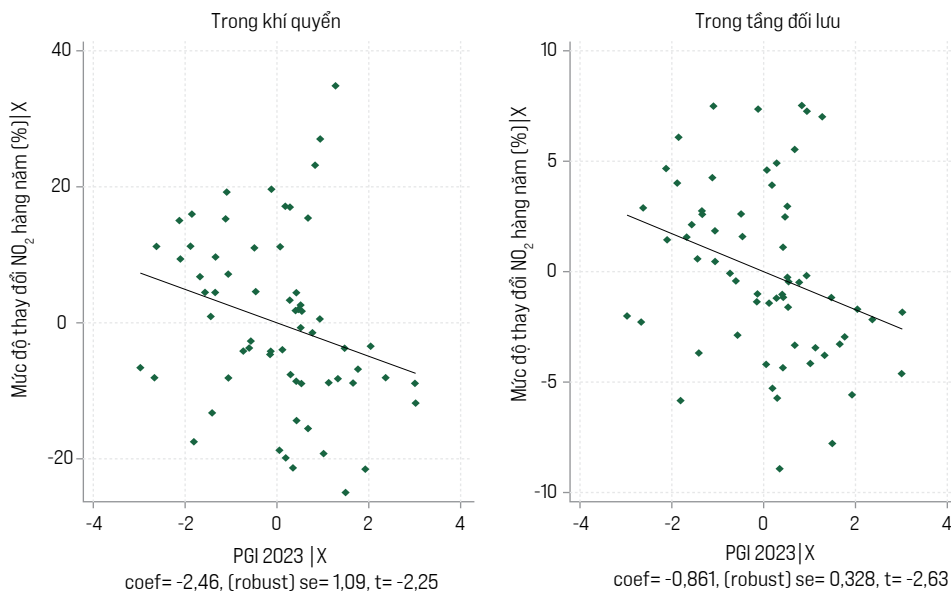 Trong khí quyển
40
20
0
-20
Mức độ thay đổi NO2 hàng năm (%)|X
-4
-2
0
2
4
PGI 2023 |X
coef= -2,46, (robust) se= 1,09, t= -2,25
Trong tầng đối lưu
10
5
0
-5
-10
Mức độ thay đổi NO2 hàng năm (%)|X
-4
-2
0
2
4
PGI 2023|X
coef= -0,861, (robust) se= 0,328, t= -2,63